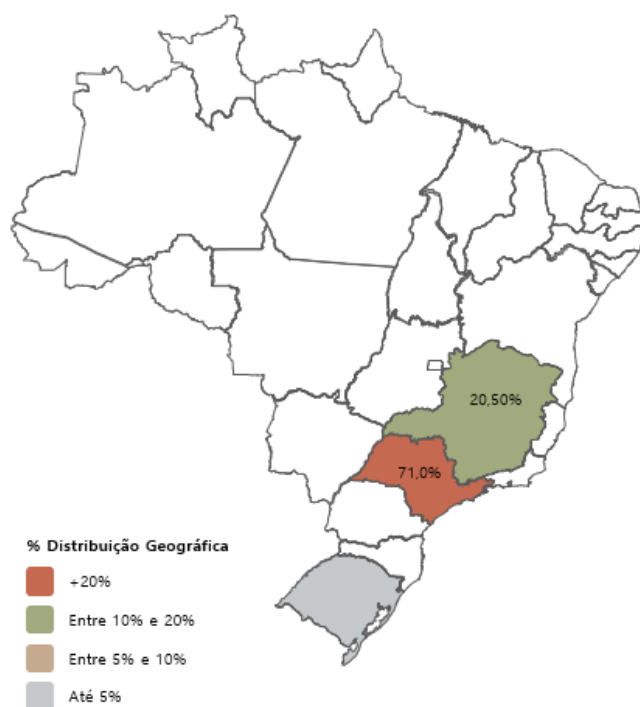 20,50%
71,0%
% Distribuição Geográfica
+20%
Entre 10% e 20%
Entre 5% e 10%
Até 5%